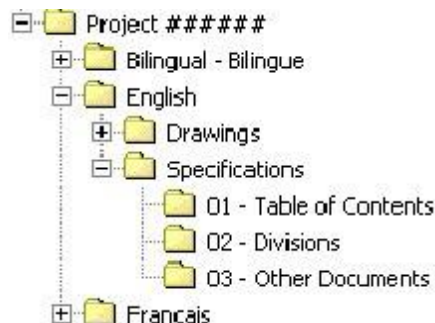 Project ######
Bilingual - Bilingue
English
Drawings
Specifications
01 - Table of Contents
02 - Divisions
03 - Other Documents
Francais